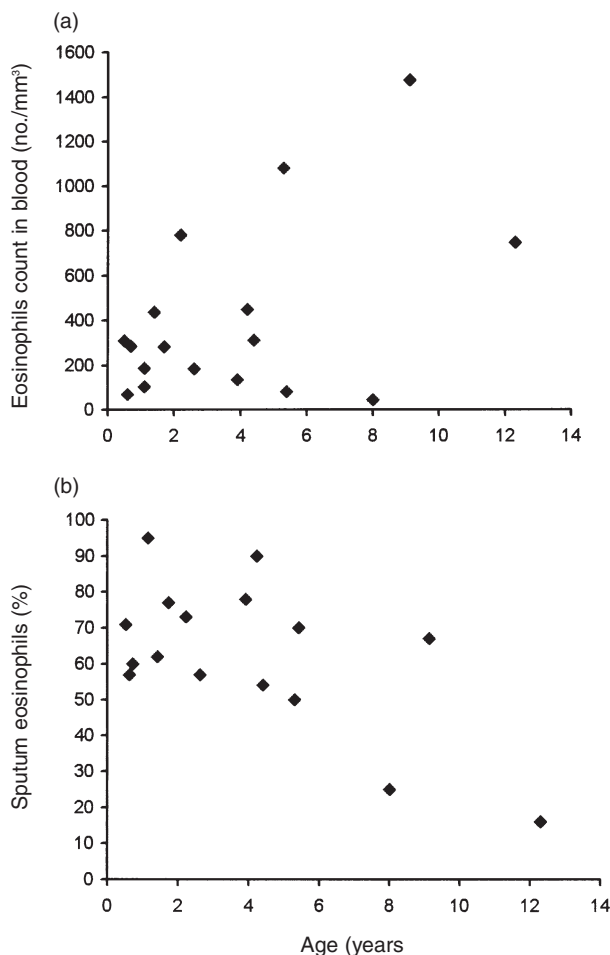 (a)
Eosinophils count in blood (no./mm³)
1600
1400
1200
1000
800
600
400
200
0
0 2 4 6 8 10 12 14
(b)
Sputum eosinophils (%)
100
90
80
70
60
50
40
30
20
10
0
0 2 4 6 8 10 12 14
Age (years